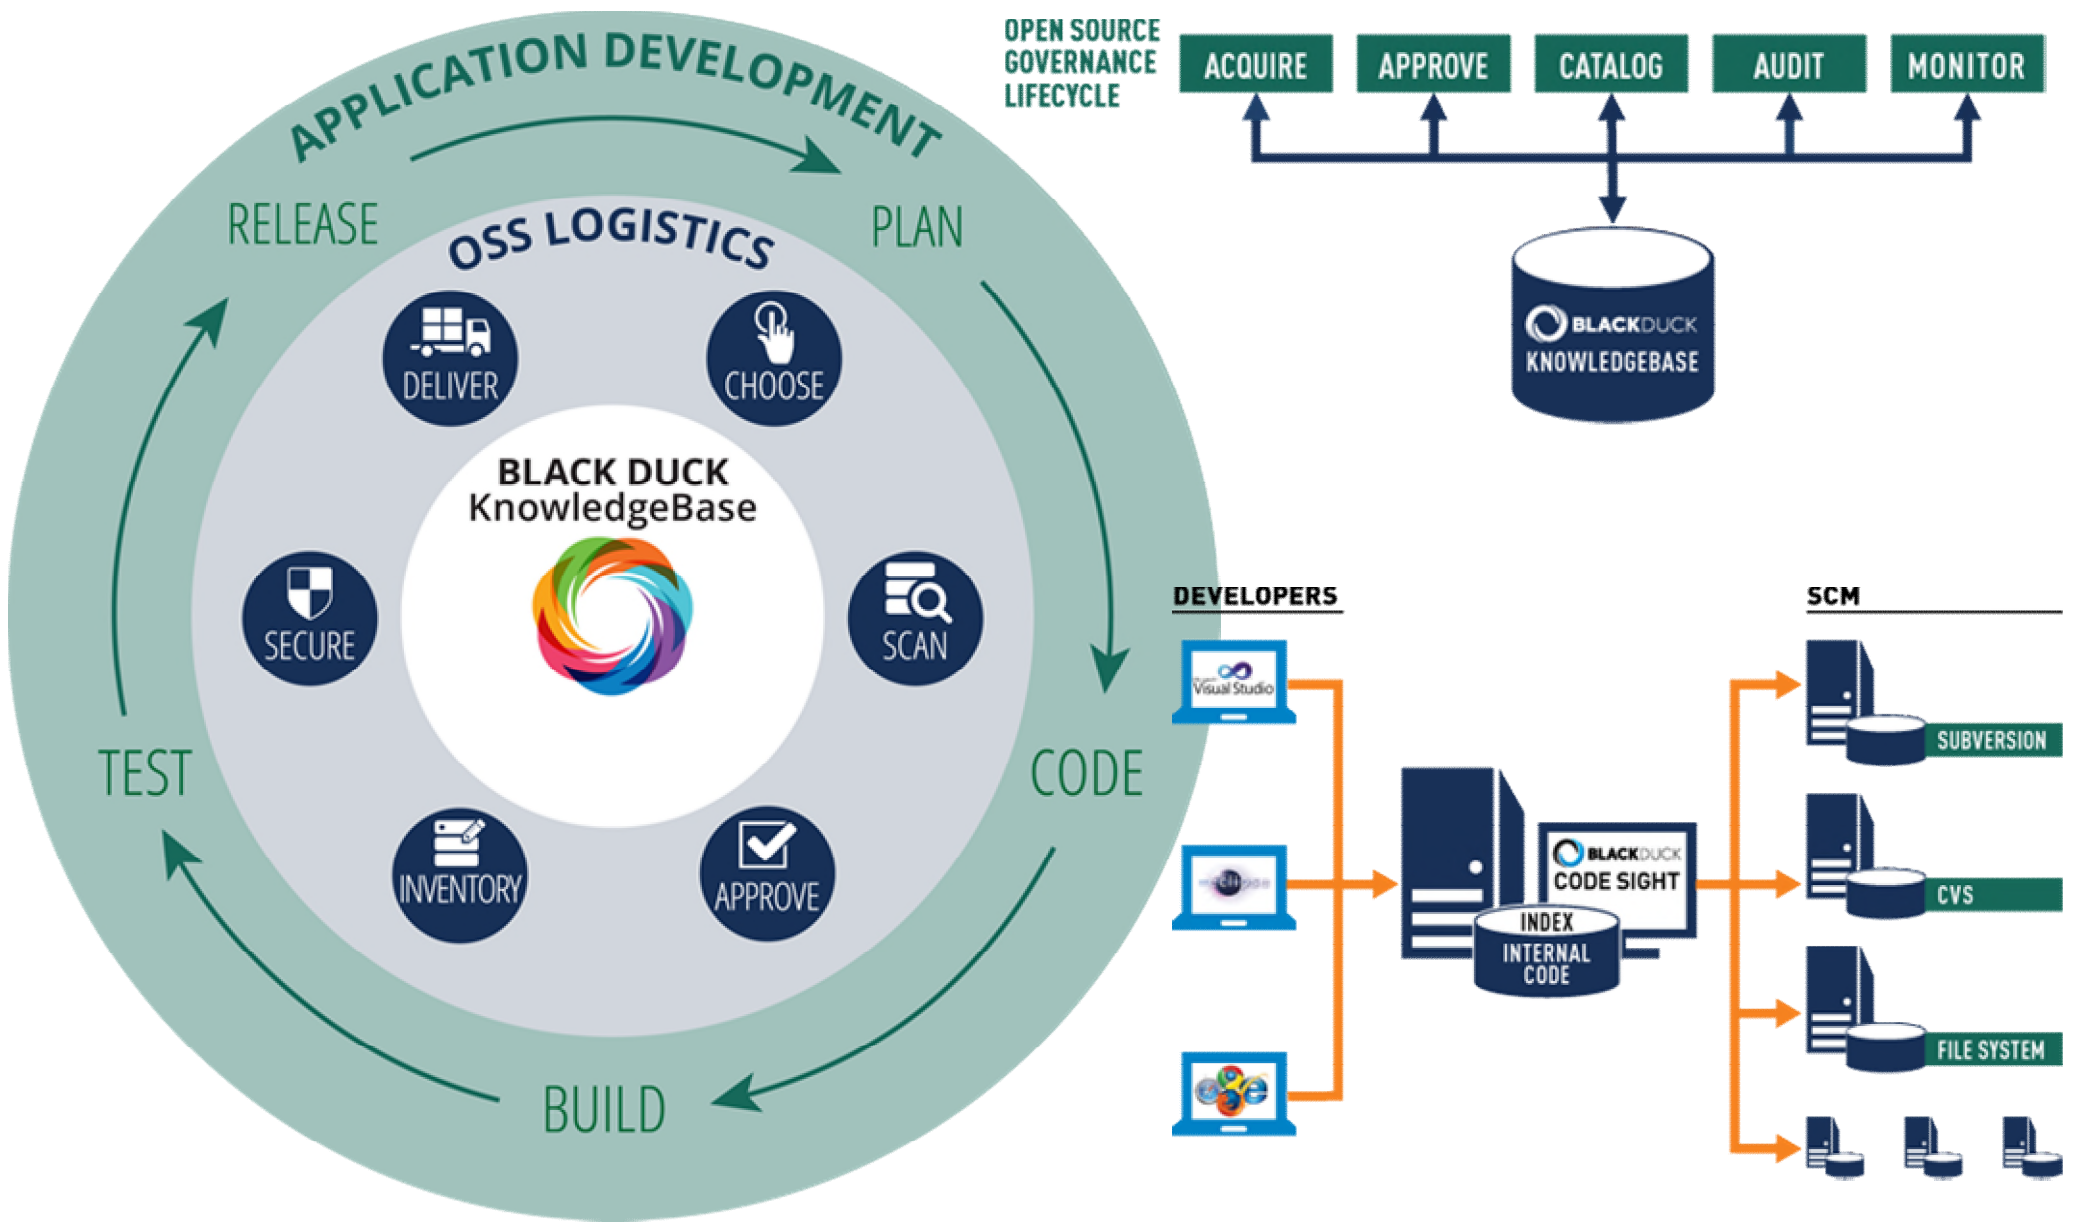 APPLICATION DEVELOPMENT
RELEASE
PLAN
OSS LOGISTICS
DELIVER
CHOOSE
BLACK DUCK
KnowledgeBase
SECURE
SCAN
TEST
CODE
INVENTORY
APPROVE
BUILD
OPEN SOURCE
GOVERNANCE
LIFECYCLE
ACQUIRE
APPROVE
CATALOG
AUDIT
MONITOR
BLACKDUCK
KNOWLEDGEBASE
DEVELOPERS
SCM
Visual Studio
SUBVERSION
BLACKDUCK
CODE SIGHT
INDEX
INTERNAL
CODE
CVS
FILE SYSTEM